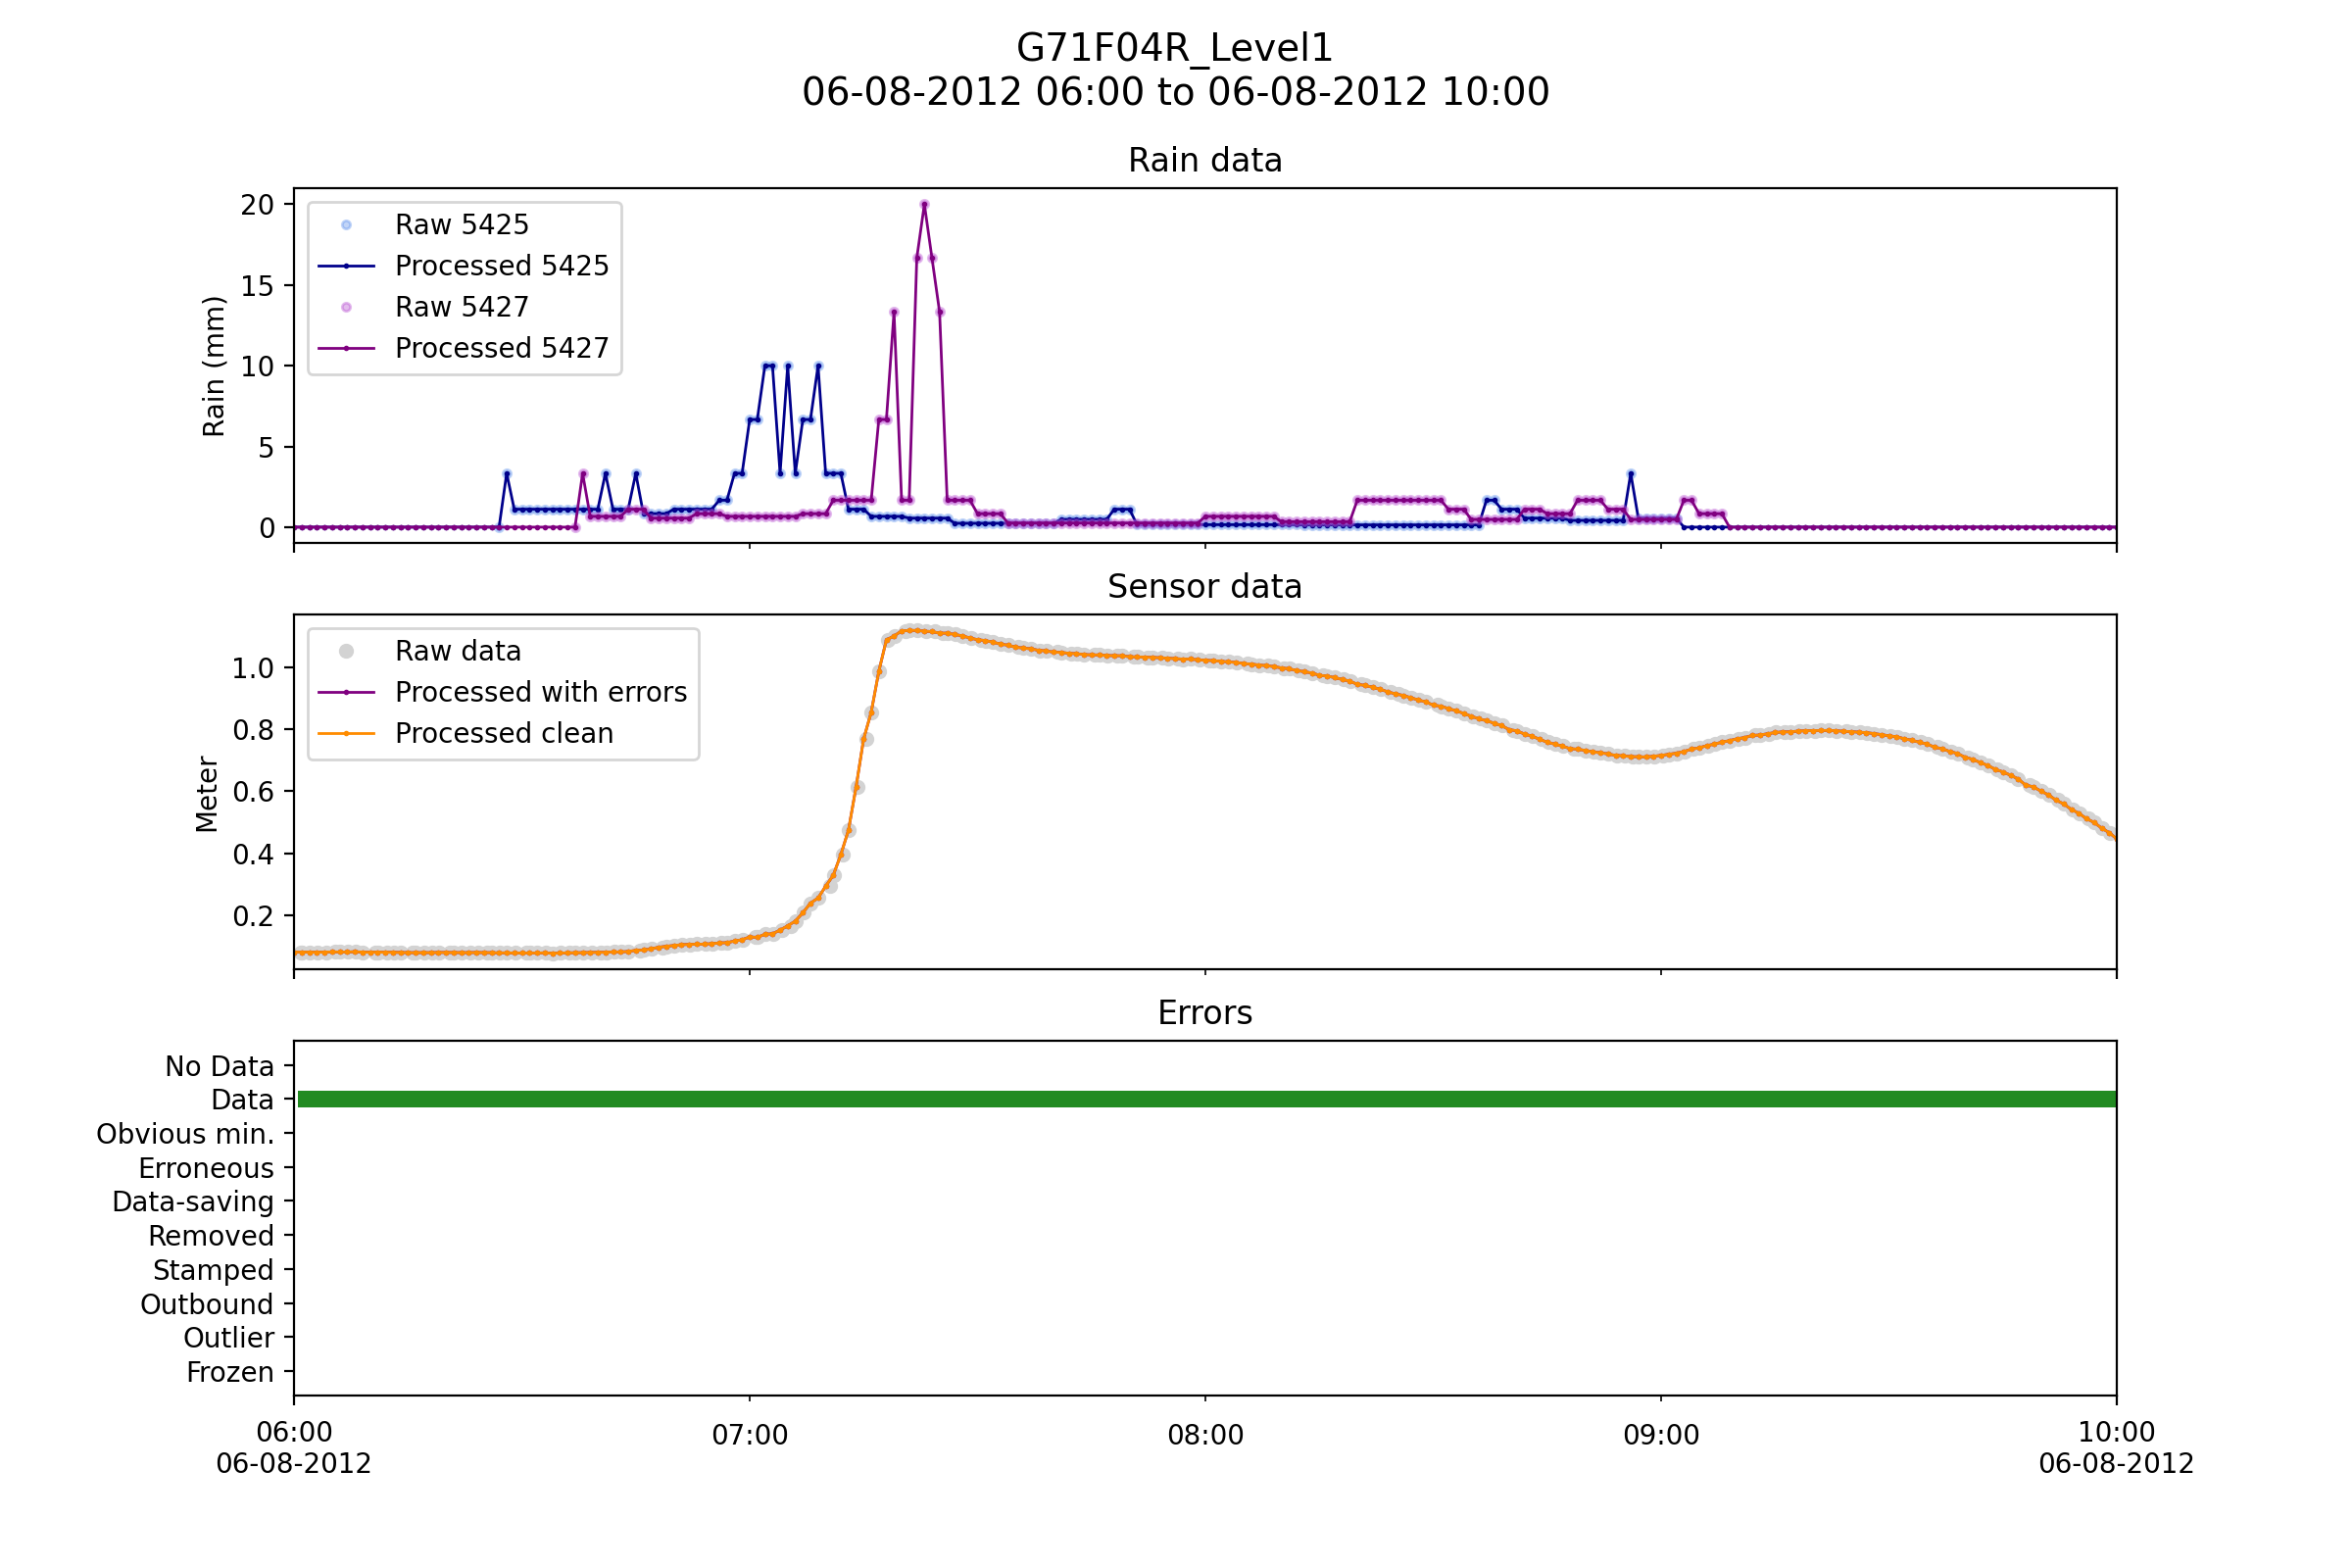 G71F04R_Level1
06-08-2012 06:00 to 06-08-2012 10:00
Rain data
20
15
10
5
0
Rain (mm)
Raw 5425
Processed 5425
Raw 5427
Processed 5427
Sensor data
1.0
0.8
0.6
0.4
0.2
Meter
Raw data
Processed with errors
Processed clean
Errors
No Data
Data
Obvious min.
Erroneous
Data-saving
Removed
Stamped
Outbound
Outlier
Frozen
06:00
06-08-2012
07:00
08:00
09:00
10:00
06-08-2012